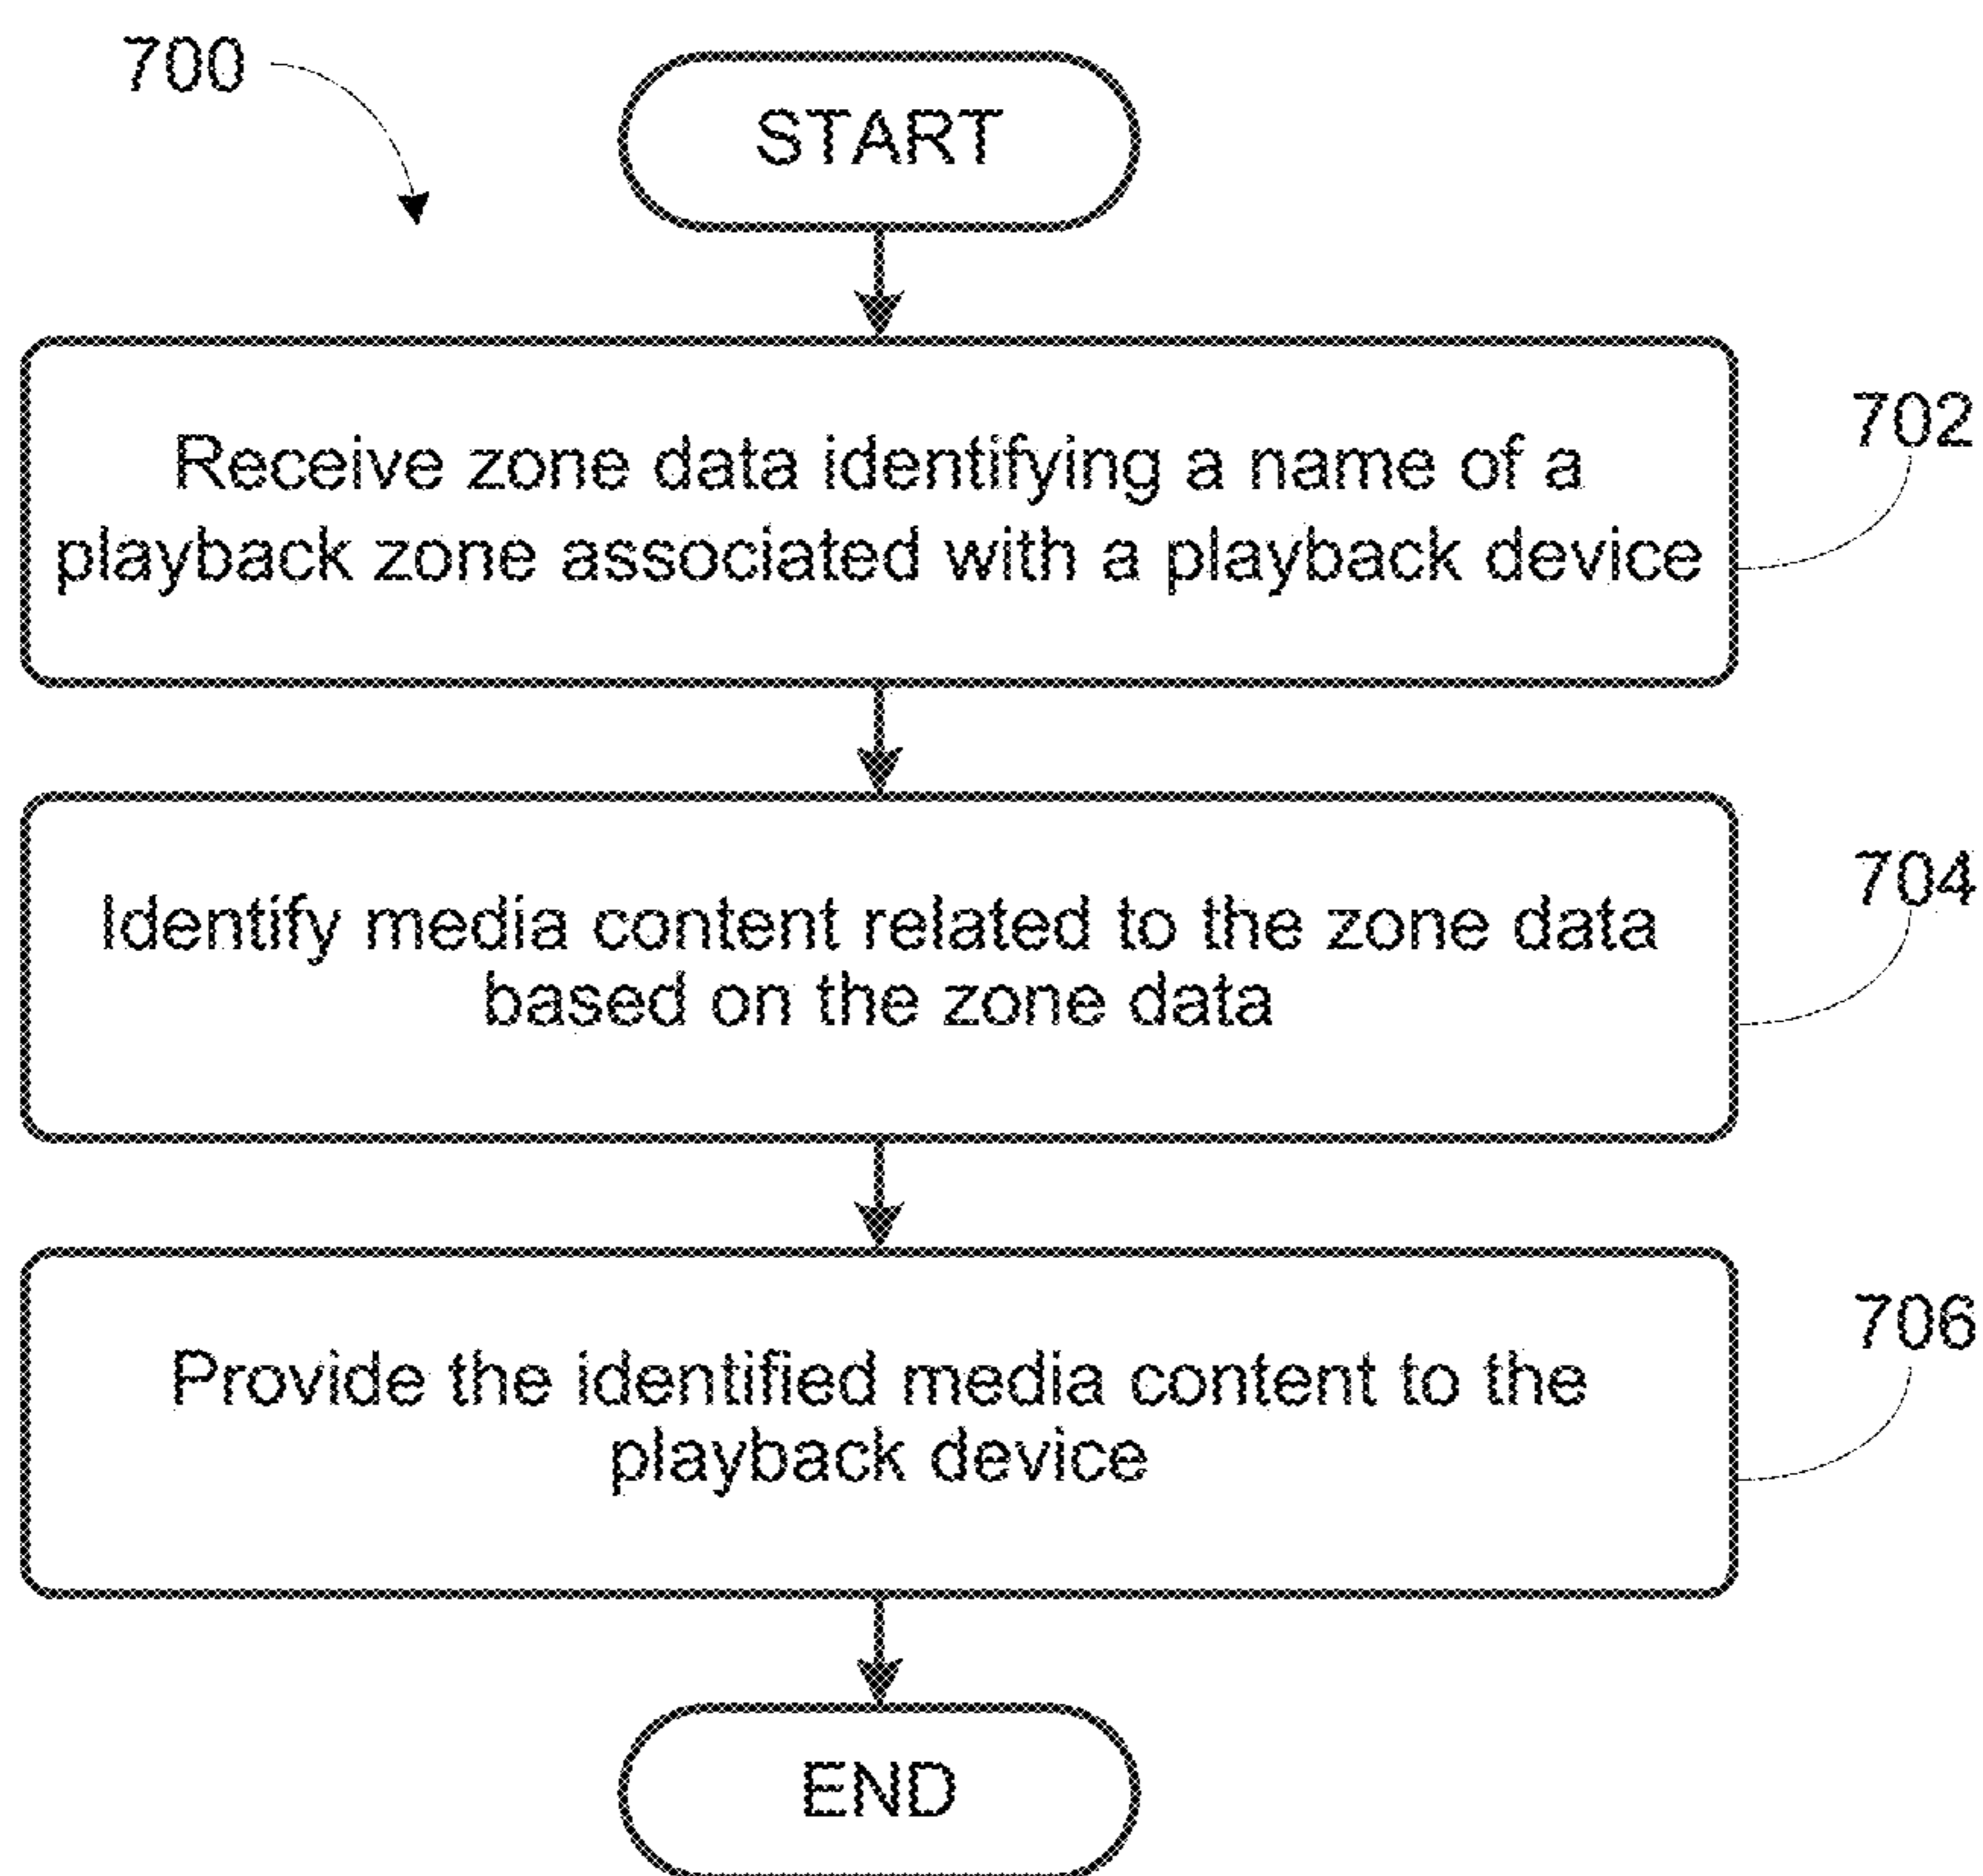 700
START
Receive zone data identifying a name of a
playback zone associated with a playback device
702
Identify media content related to the zone data
based on the zone data
704
Provide the identified media content to the
playback device
706
END